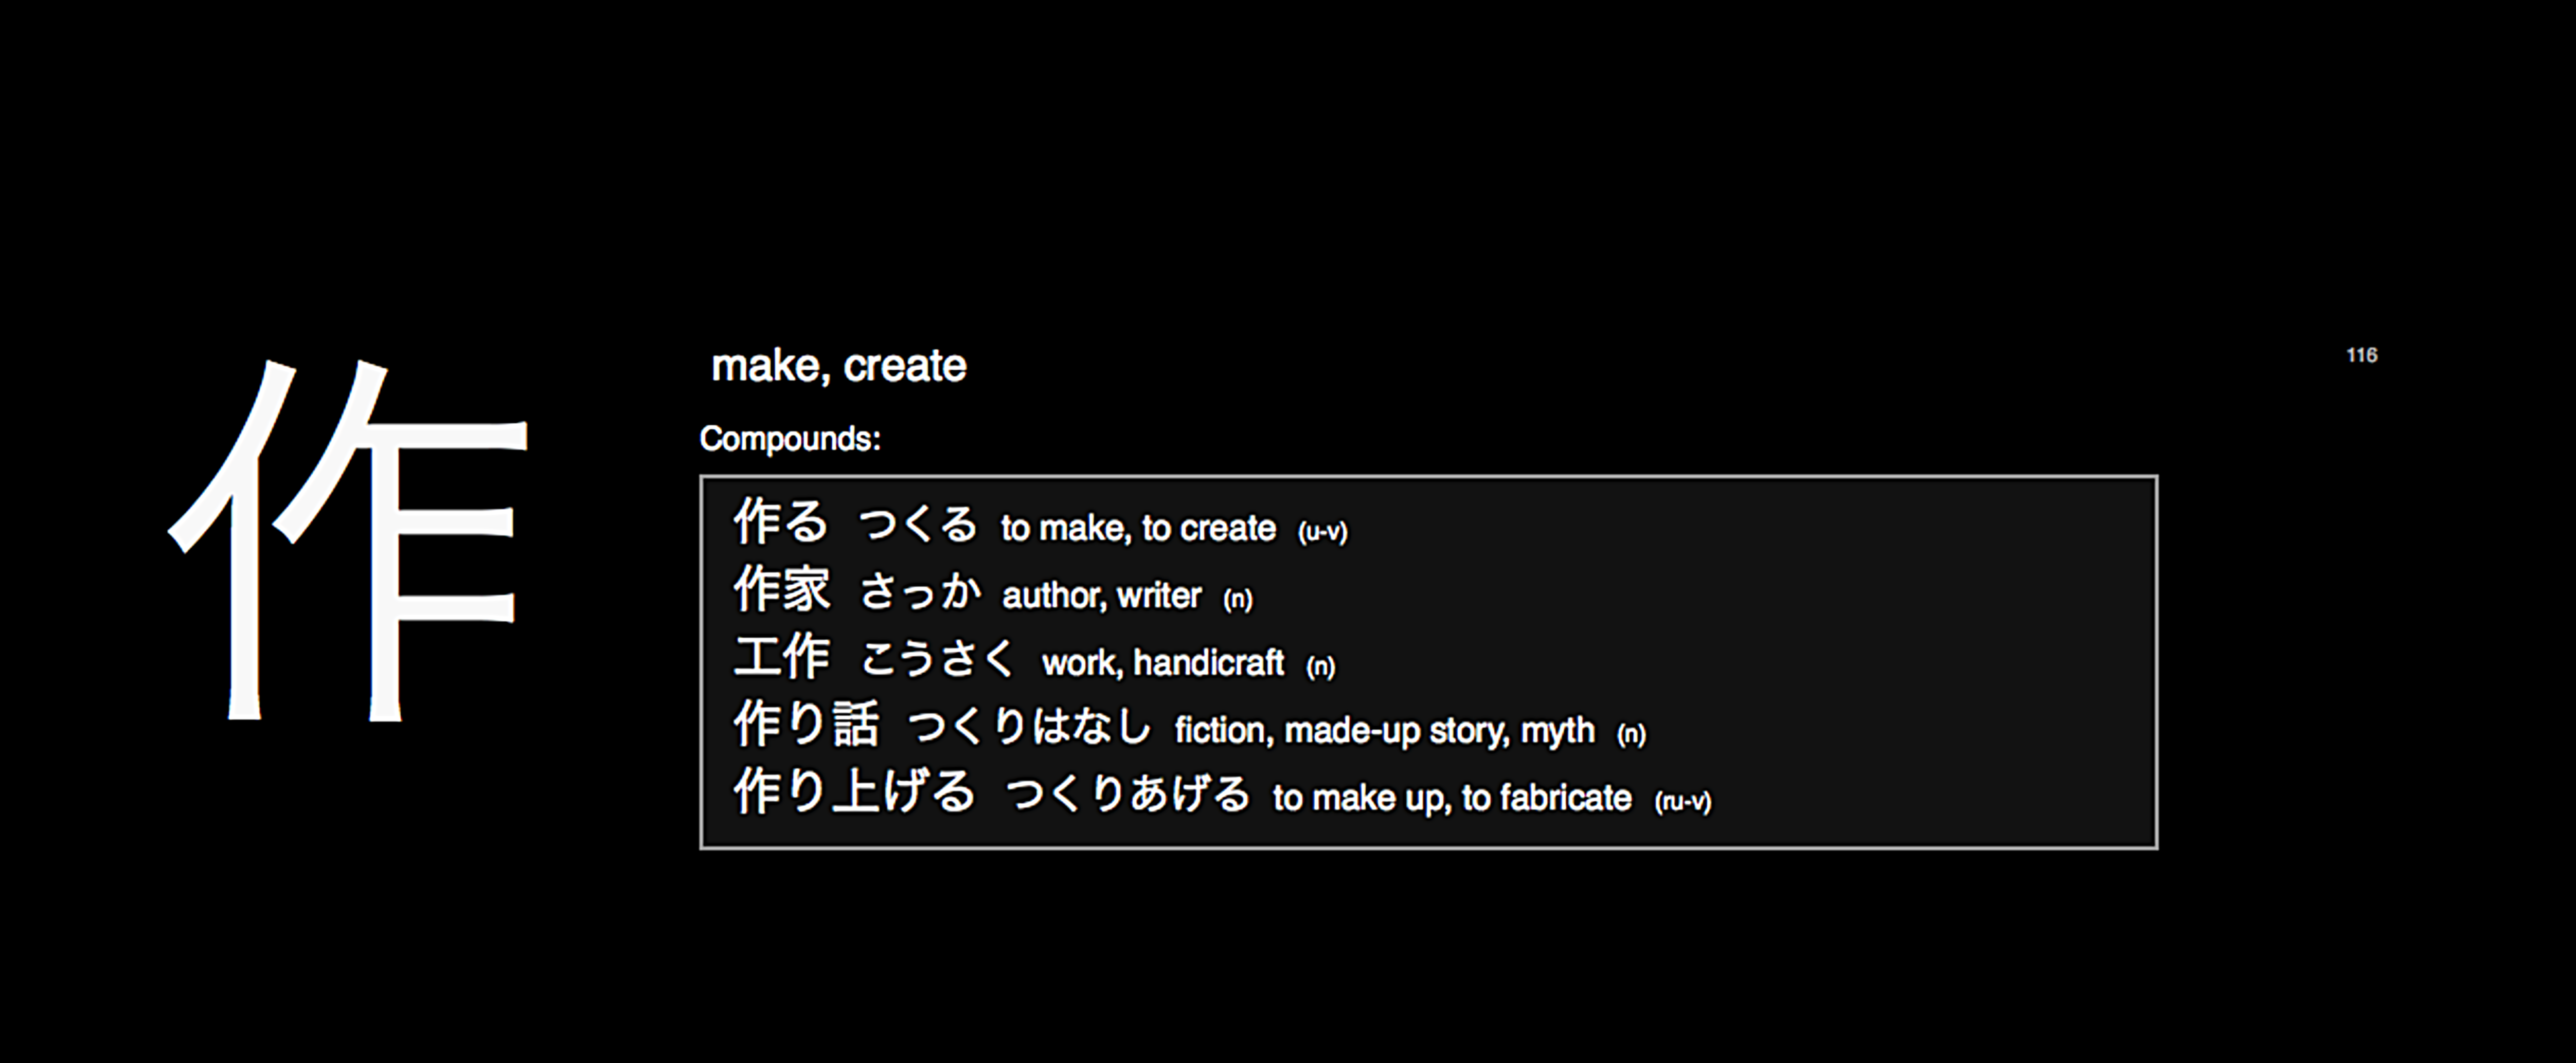 作
make, create
116
Compounds:
作る つくる to make, to create (u-v)
作家 さっか author, writer (n)
工作 こうさく work, handicraft (n)
作り話 つくりはなし fiction, made-up story, myth (n)
作り上げる つくりあげる to make up, to fabricate (ru-v)